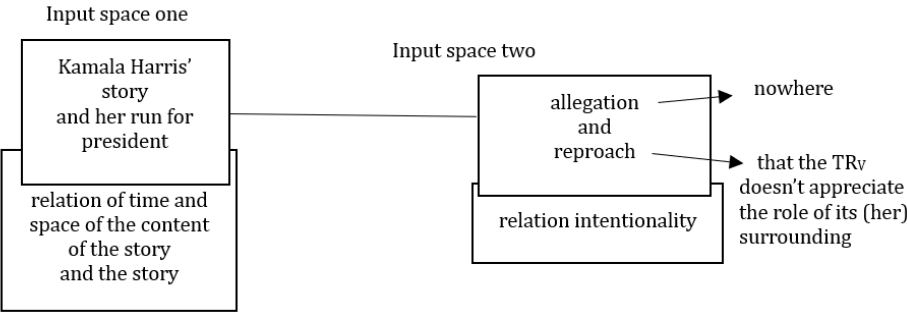 Input space one
Kamala Harris’
story
and her run for
president
relation of time and
space of the content
of the story
and the story
Input space two
allegation
and
reproach
relation intentionality
nowhere
that the TRV
doesn’t appreciate
the role of its (her)
surrounding